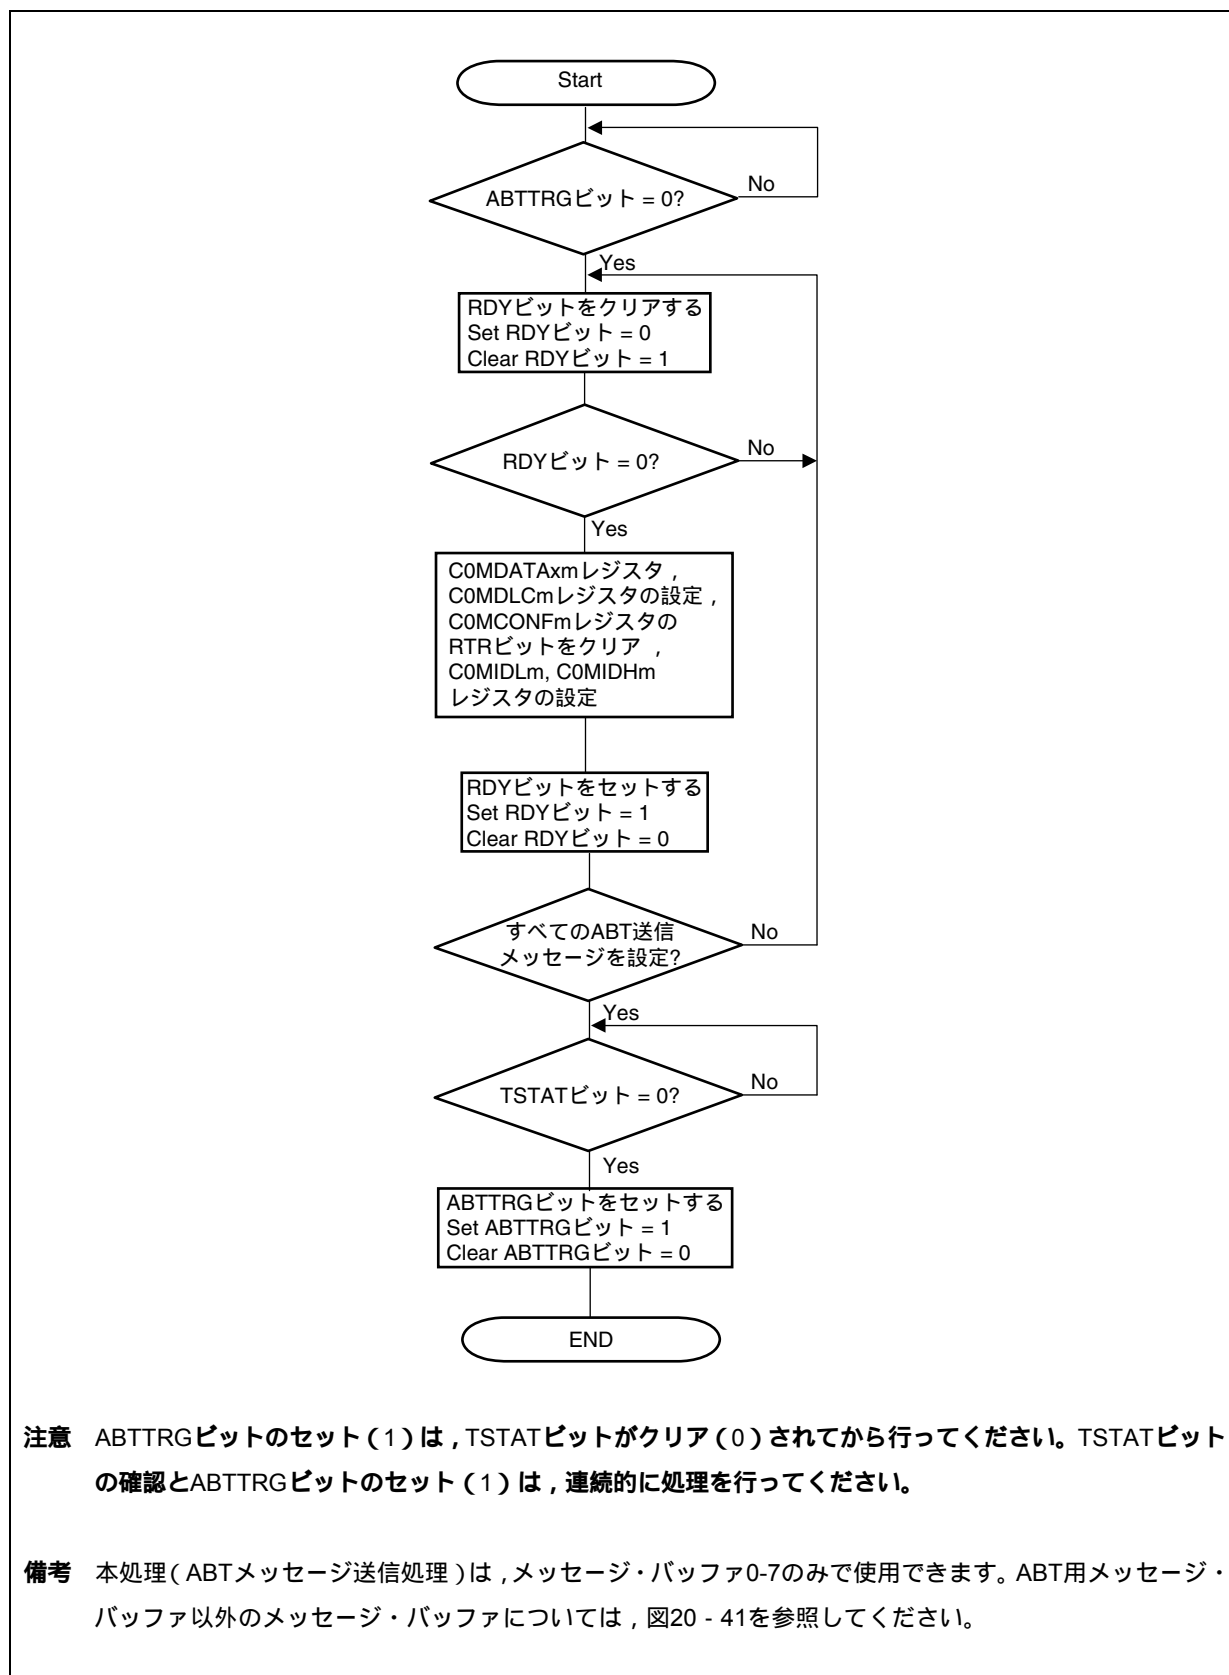 Start
ABTTRGビット = 0?
No
Yes
RDYビットをクリアする
Set RDYビット = 0
Clear RDYビット = 1
RDYビット = 0?
No
Yes
C0MDATAxmレジスタ，
C0MDLCmレジスタの設定，
C0MCONFmレジスタの
RTRビットをクリア ，
C0MIDLm, C0MIDHm
レジスタの設定
RDYビットをセットする
Set RDYビット = 1
Clear RDYビット = 0
すべてのABT送信
メッセージを設定?
No
Yes
TSTATビット = 0?
No
Yes
ABTTRGビットをセットする
Set ABTTRGビット = 1
Clear ABTTRGビット = 0
END
注意 ABTTRGビットのセット（1）は，TSTATビットがクリア（0）されてから行ってください。TSTATビット
の確認とABTTRGビットのセット（1）は，連続的に処理を行ってください。
備考 本処理（ABTメッセージ送信処理）は，メッセージ・バッファ0-7のみで使用できます。ABT用メッセージ・
バッファ以外のメッセージ・バッファについては，図20－41を参照してください。